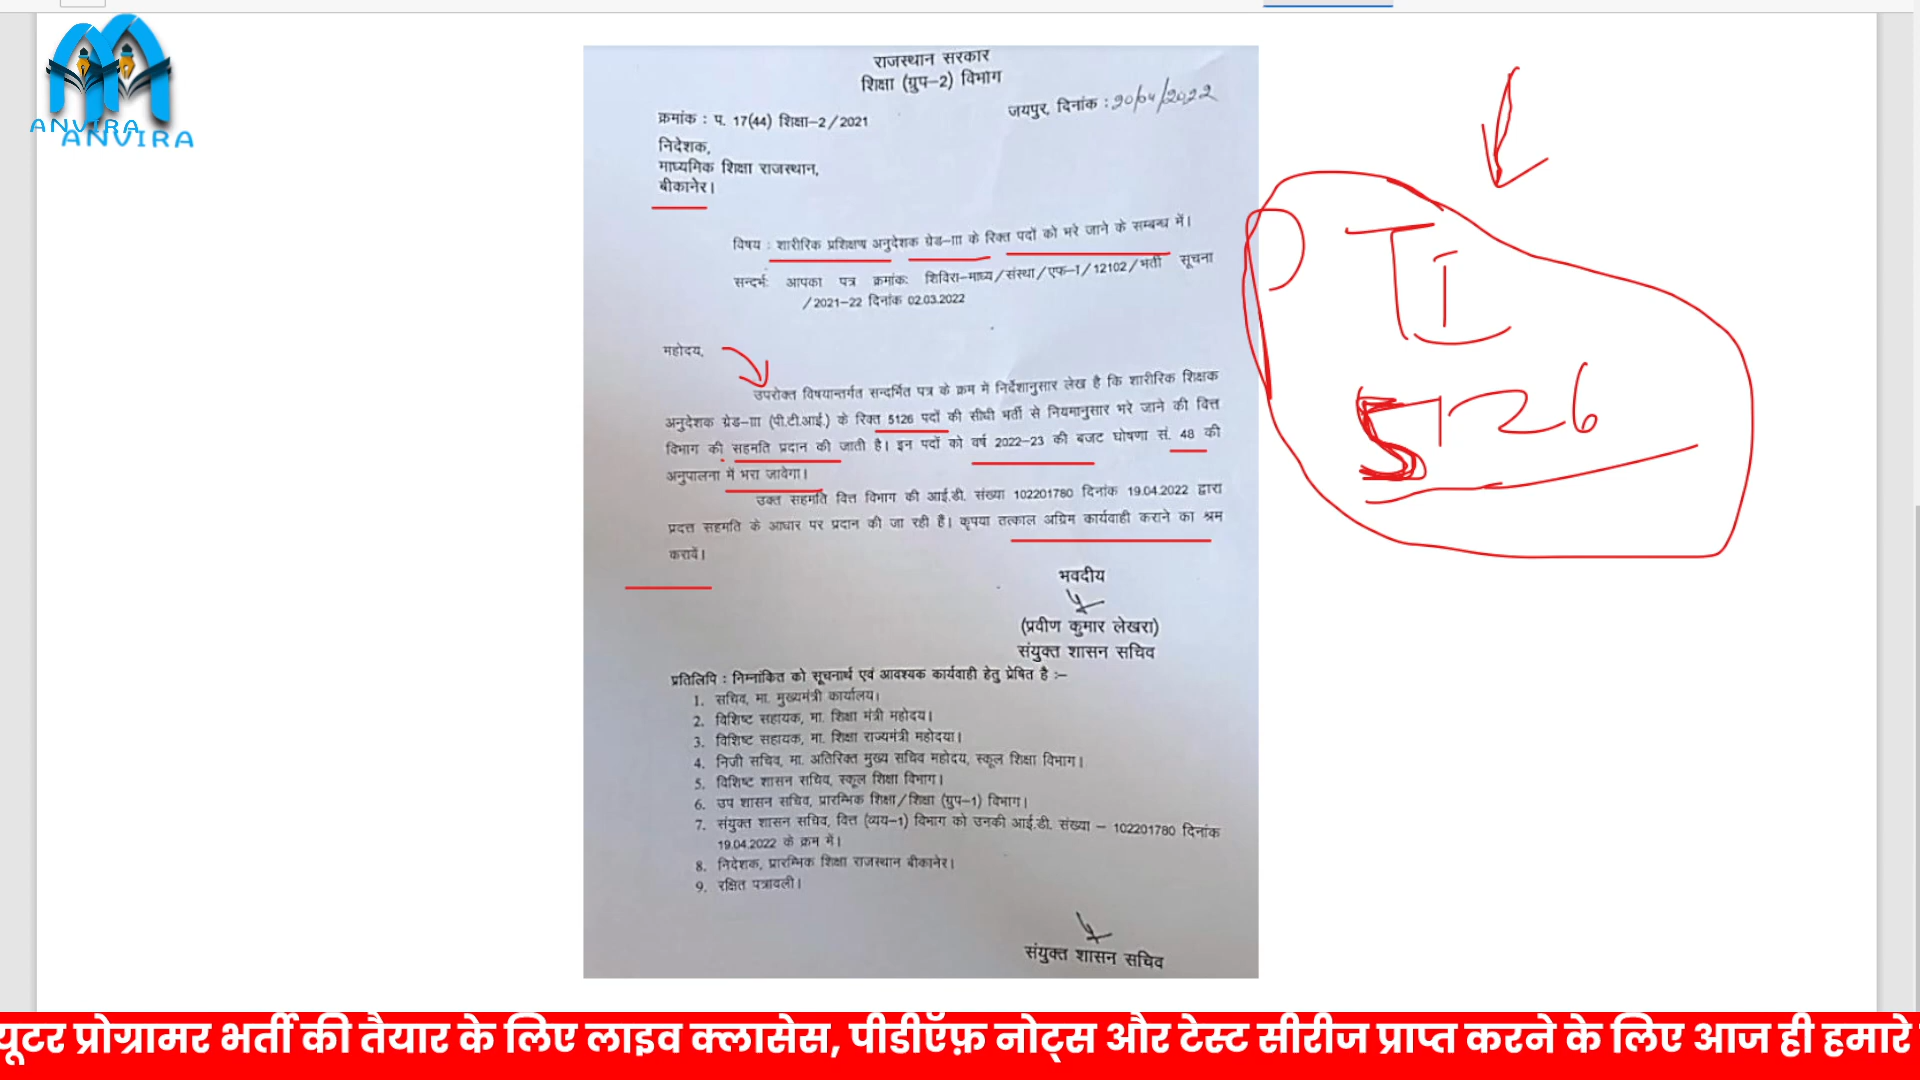 ANVIRA
ANVIRA
राजस्थान सरकार
शिक्षा (ग्रुप–2) विभाग
क्रमांक : प. 17(44) शिक्षा–2/2021
जयपुर, दिनांक : 20/04/2022
निदेशक,
माध्यमिक शिक्षा राजस्थान,
बीकानेर।
विषय : शारीरिक प्रशिक्षण अनुदेशक ग्रेड–III के रिक्त पदों को भरे जाने के सम्बन्ध में।
सन्दर्भः आपका पत्र क्रमांकः शिविरा–माध्य/संस्था/एफ–1/12102/भर्ती सूचना
/2021–22 दिनांक 02.03.2022
महोदय,
उपरोक्त विषयान्तर्गत सन्दर्भित पत्र के क्रम में निर्देशानुसार लेख है कि शारीरिक शिक्षक
अनुदेशक ग्रेड–III (पी.टी.आई.) के रिक्त 5126 पदों की सीधी भर्ती से नियमानुसार भरे जाने की वित्त
विभाग की सहमति प्रदान की जाती है। इन पदों को वर्ष 2022–23 की बजट घोषणा सं. 48 की
अनुपालना में भरा जावेगा।
उक्त सहमति वित्त विभाग की आई.डी. संख्या 102201780 दिनांक 19.04.2022 द्वारा
प्रदत्त सहमति के आधार पर प्रदान की जा रही हैं। कृपया तत्काल अग्रिम कार्यवाही कराने का श्रम
करावें।
भवदीय
(प्रवीण कुमार लेखरा)
संयुक्त शासन सचिव
प्रतिलिपि : निम्नांकित को सूचनार्थ एवं आवश्यक कार्यवाही हेतु प्रेषित है :–
1. सचिव, मा. मुख्यमंत्री कार्यालय।
2. विशिष्ट सहायक, मा. शिक्षा मंत्री महोदय।
3. विशिष्ट सहायक, मा. शिक्षा राज्यमंत्री महोदया।
4. निजी सचिव, मा. अतिरिक्त मुख्य सचिव महोदय, स्कूल शिक्षा विभाग।
5. विशिष्ट शासन सचिव, स्कूल शिक्षा विभाग।
6. उप शासन सचिव, प्रारम्भिक शिक्षा/शिक्षा (ग्रुप–1) विभाग।
7. संयुक्त शासन सचिव, वित्त (व्यय–1) विभाग को उनकी आई.डी. संख्या – 102201780 दिनांक
19.04.2022 के क्रम में।
8. निदेशक, प्रारम्भिक शिक्षा राजस्थान बीकानेर।
9. रक्षित पत्रावली।
संयुक्त शासन सचिव
P T I
5126
यूटर प्रोग्रामर भर्ती की तैयार के लिए लाइव क्लासेस, पीडीऍफ़ नोट्स और टेस्ट सीरीज प्राप्त करने के लिए आज ही हमारे